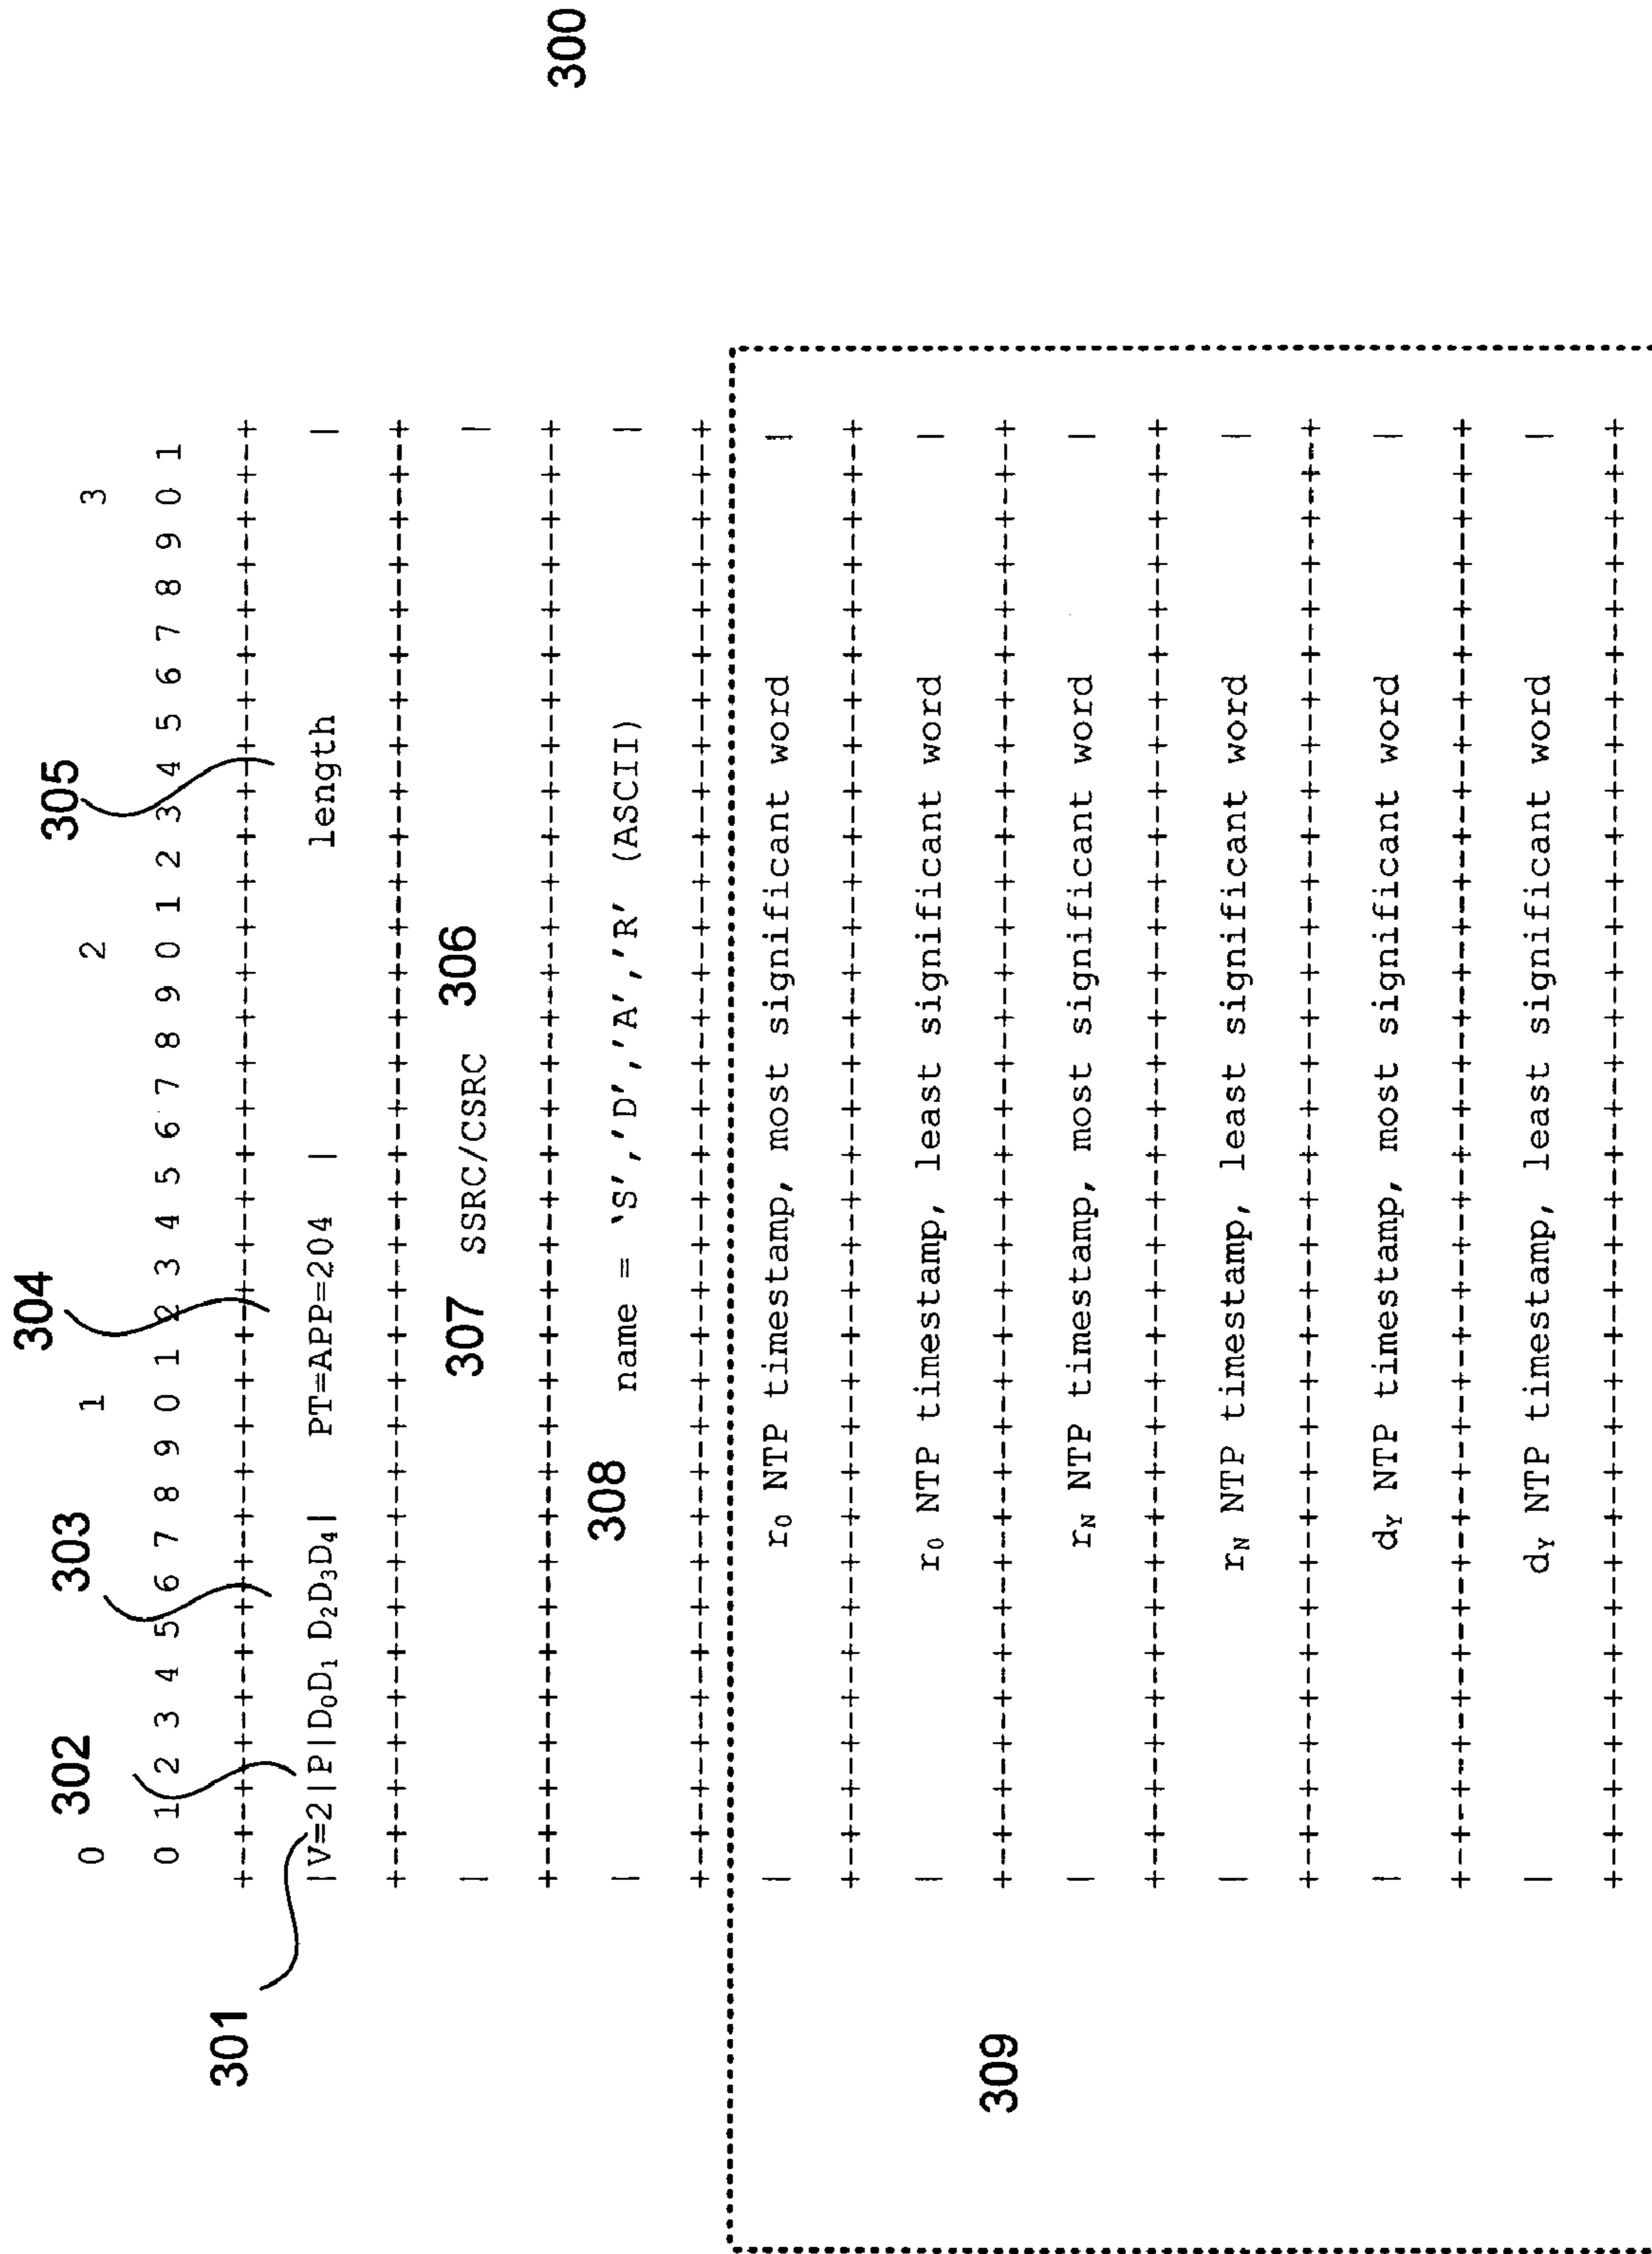 304 305
302 303
0 1 2 3
0 1 2 3 4 5 6 7 8 9 0 1 2 3 4 5 6 7 8 9 0 1 2 3 4 5 6 7 8 9 0 1
301
+-+-+-+-+-+-+-+-+-+-+-+-+-+-+-+-+-+-+-+-+-+-+-+-+-+-+-+-+-+-+-+-+
|V=2|P|D₀D₁ D₂D₃D₄| PT=APP=204 | length |
+-+-+-+-+-+-+-+-+-+-+-+-+-+-+-+-+-+-+-+-+-+-+-+-+-+-+-+-+-+-+-+-+
| 307 SSRC/CSRC 306 |
+-+-+-+-+-+-+-+-+-+-+-+-+-+-+-+-+-+-+-+-+-+-+-+-+-+-+-+-+-+-+-+-+
300
| 308 name = ‘S’,’D’,’A’,’R’ (ASCII) |
+-+-+-+-+-+-+-+-+-+-+-+-+-+-+-+-+-+-+-+-+-+-+-+-+-+-+-+-+-+-+-+-+
| r₀ NTP timestamp, most significant word |
+-+-+-+-+-+-+-+-+-+-+-+-+-+-+-+-+-+-+-+-+-+-+-+-+-+-+-+-+-+-+-+-+
| r₀ NTP timestamp, least significant word |
309
+-+-+-+-+-+-+-+-+-+-+-+-+-+-+-+-+-+-+-+-+-+-+-+-+-+-+-+-+-+-+-+-+
| r_N NTP timestamp, most significant word |
+-+-+-+-+-+-+-+-+-+-+-+-+-+-+-+-+-+-+-+-+-+-+-+-+-+-+-+-+-+-+-+-+
| r_N NTP timestamp, least significant word |
+-+-+-+-+-+-+-+-+-+-+-+-+-+-+-+-+-+-+-+-+-+-+-+-+-+-+-+-+-+-+-+-+
| d_Y NTP timestamp, most significant word |
+-+-+-+-+-+-+-+-+-+-+-+-+-+-+-+-+-+-+-+-+-+-+-+-+-+-+-+-+-+-+-+-+
| d_Y NTP timestamp, least significant word |
+-+-+-+-+-+-+-+-+-+-+-+-+-+-+-+-+-+-+-+-+-+-+-+-+-+-+-+-+-+-+-+-+